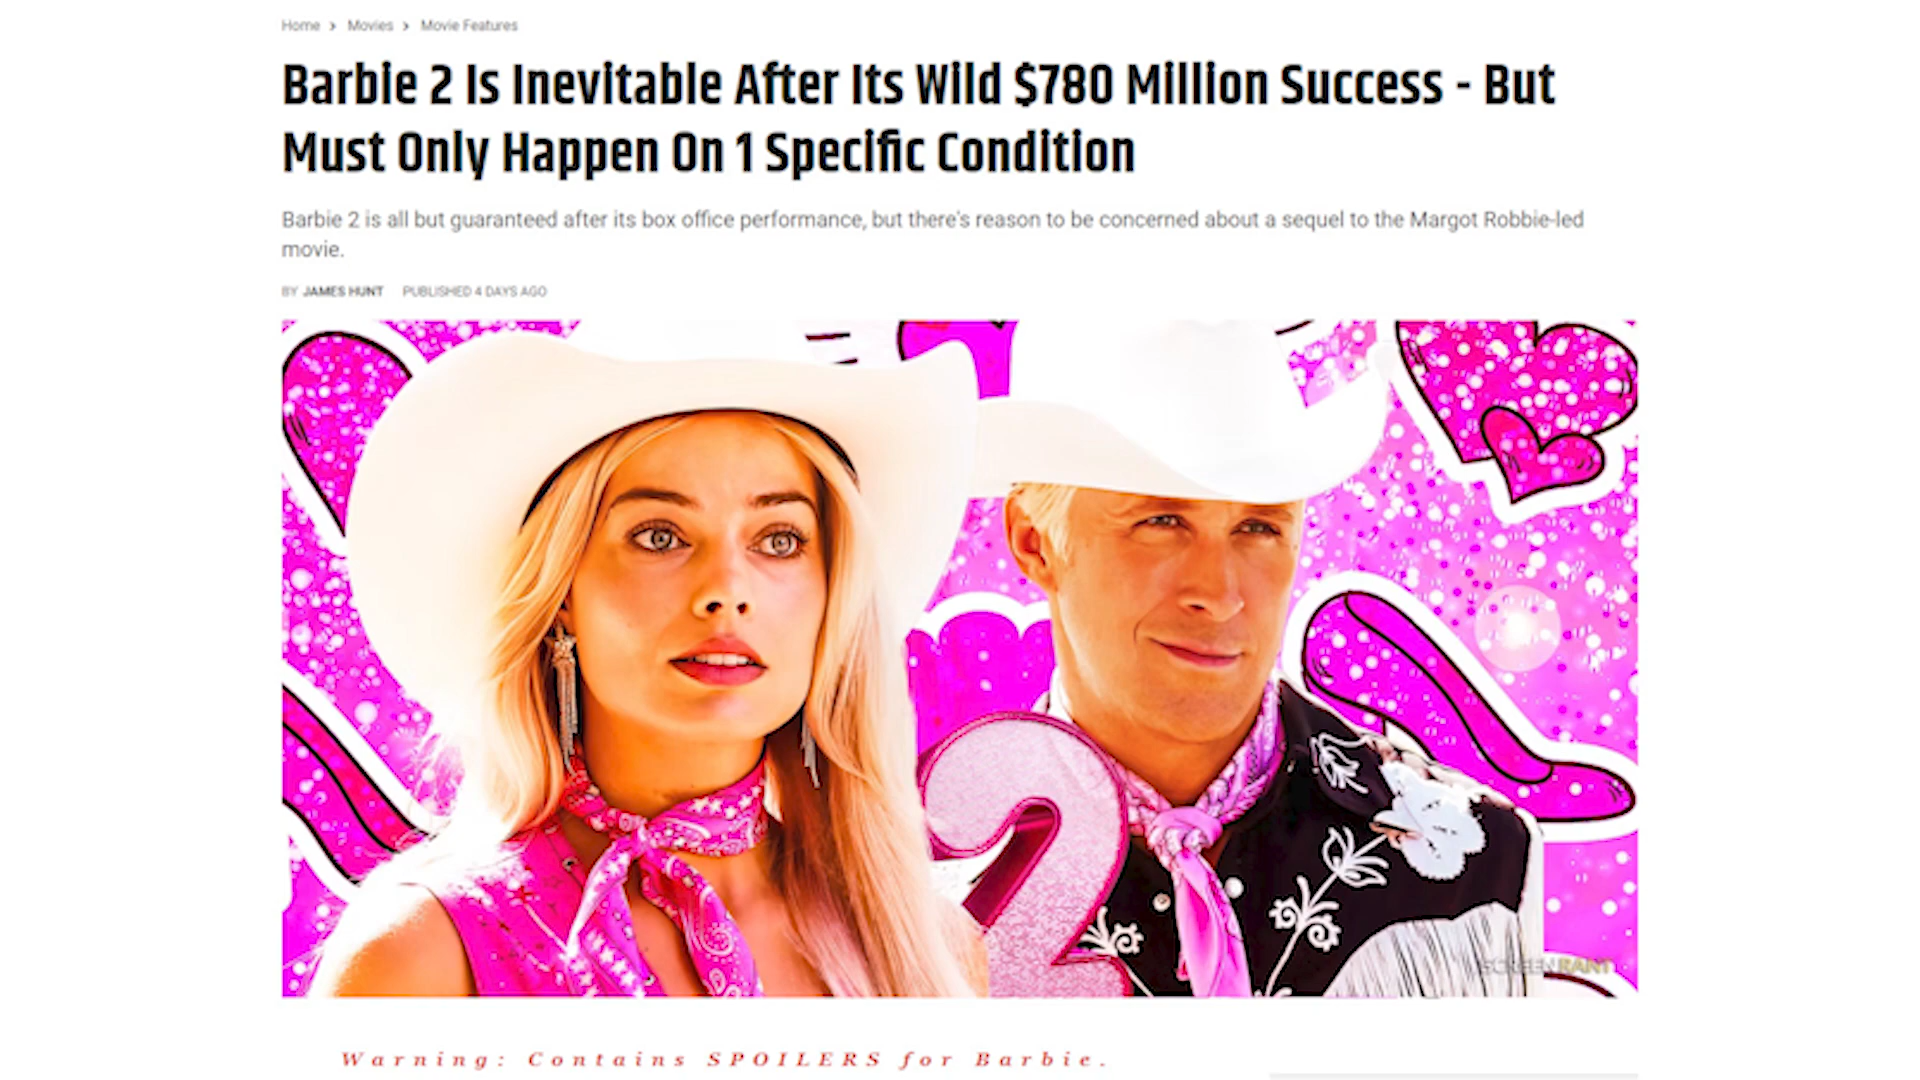 Home > Movies > Movie Features
Barbie 2 Is Inevitable After Its Wild $780 Million Success - But
Must Only Happen On 1 Specific Condition
Barbie 2 is all but guaranteed after its box office performance, but there's reason to be concerned about a sequel to the Margot Robbie-led
movie.
BY JAMES HUNT PUBLISHED 4 DAYS AGO
2
SCREENRANT
Warning: Contains SPOILERS for Barbie.